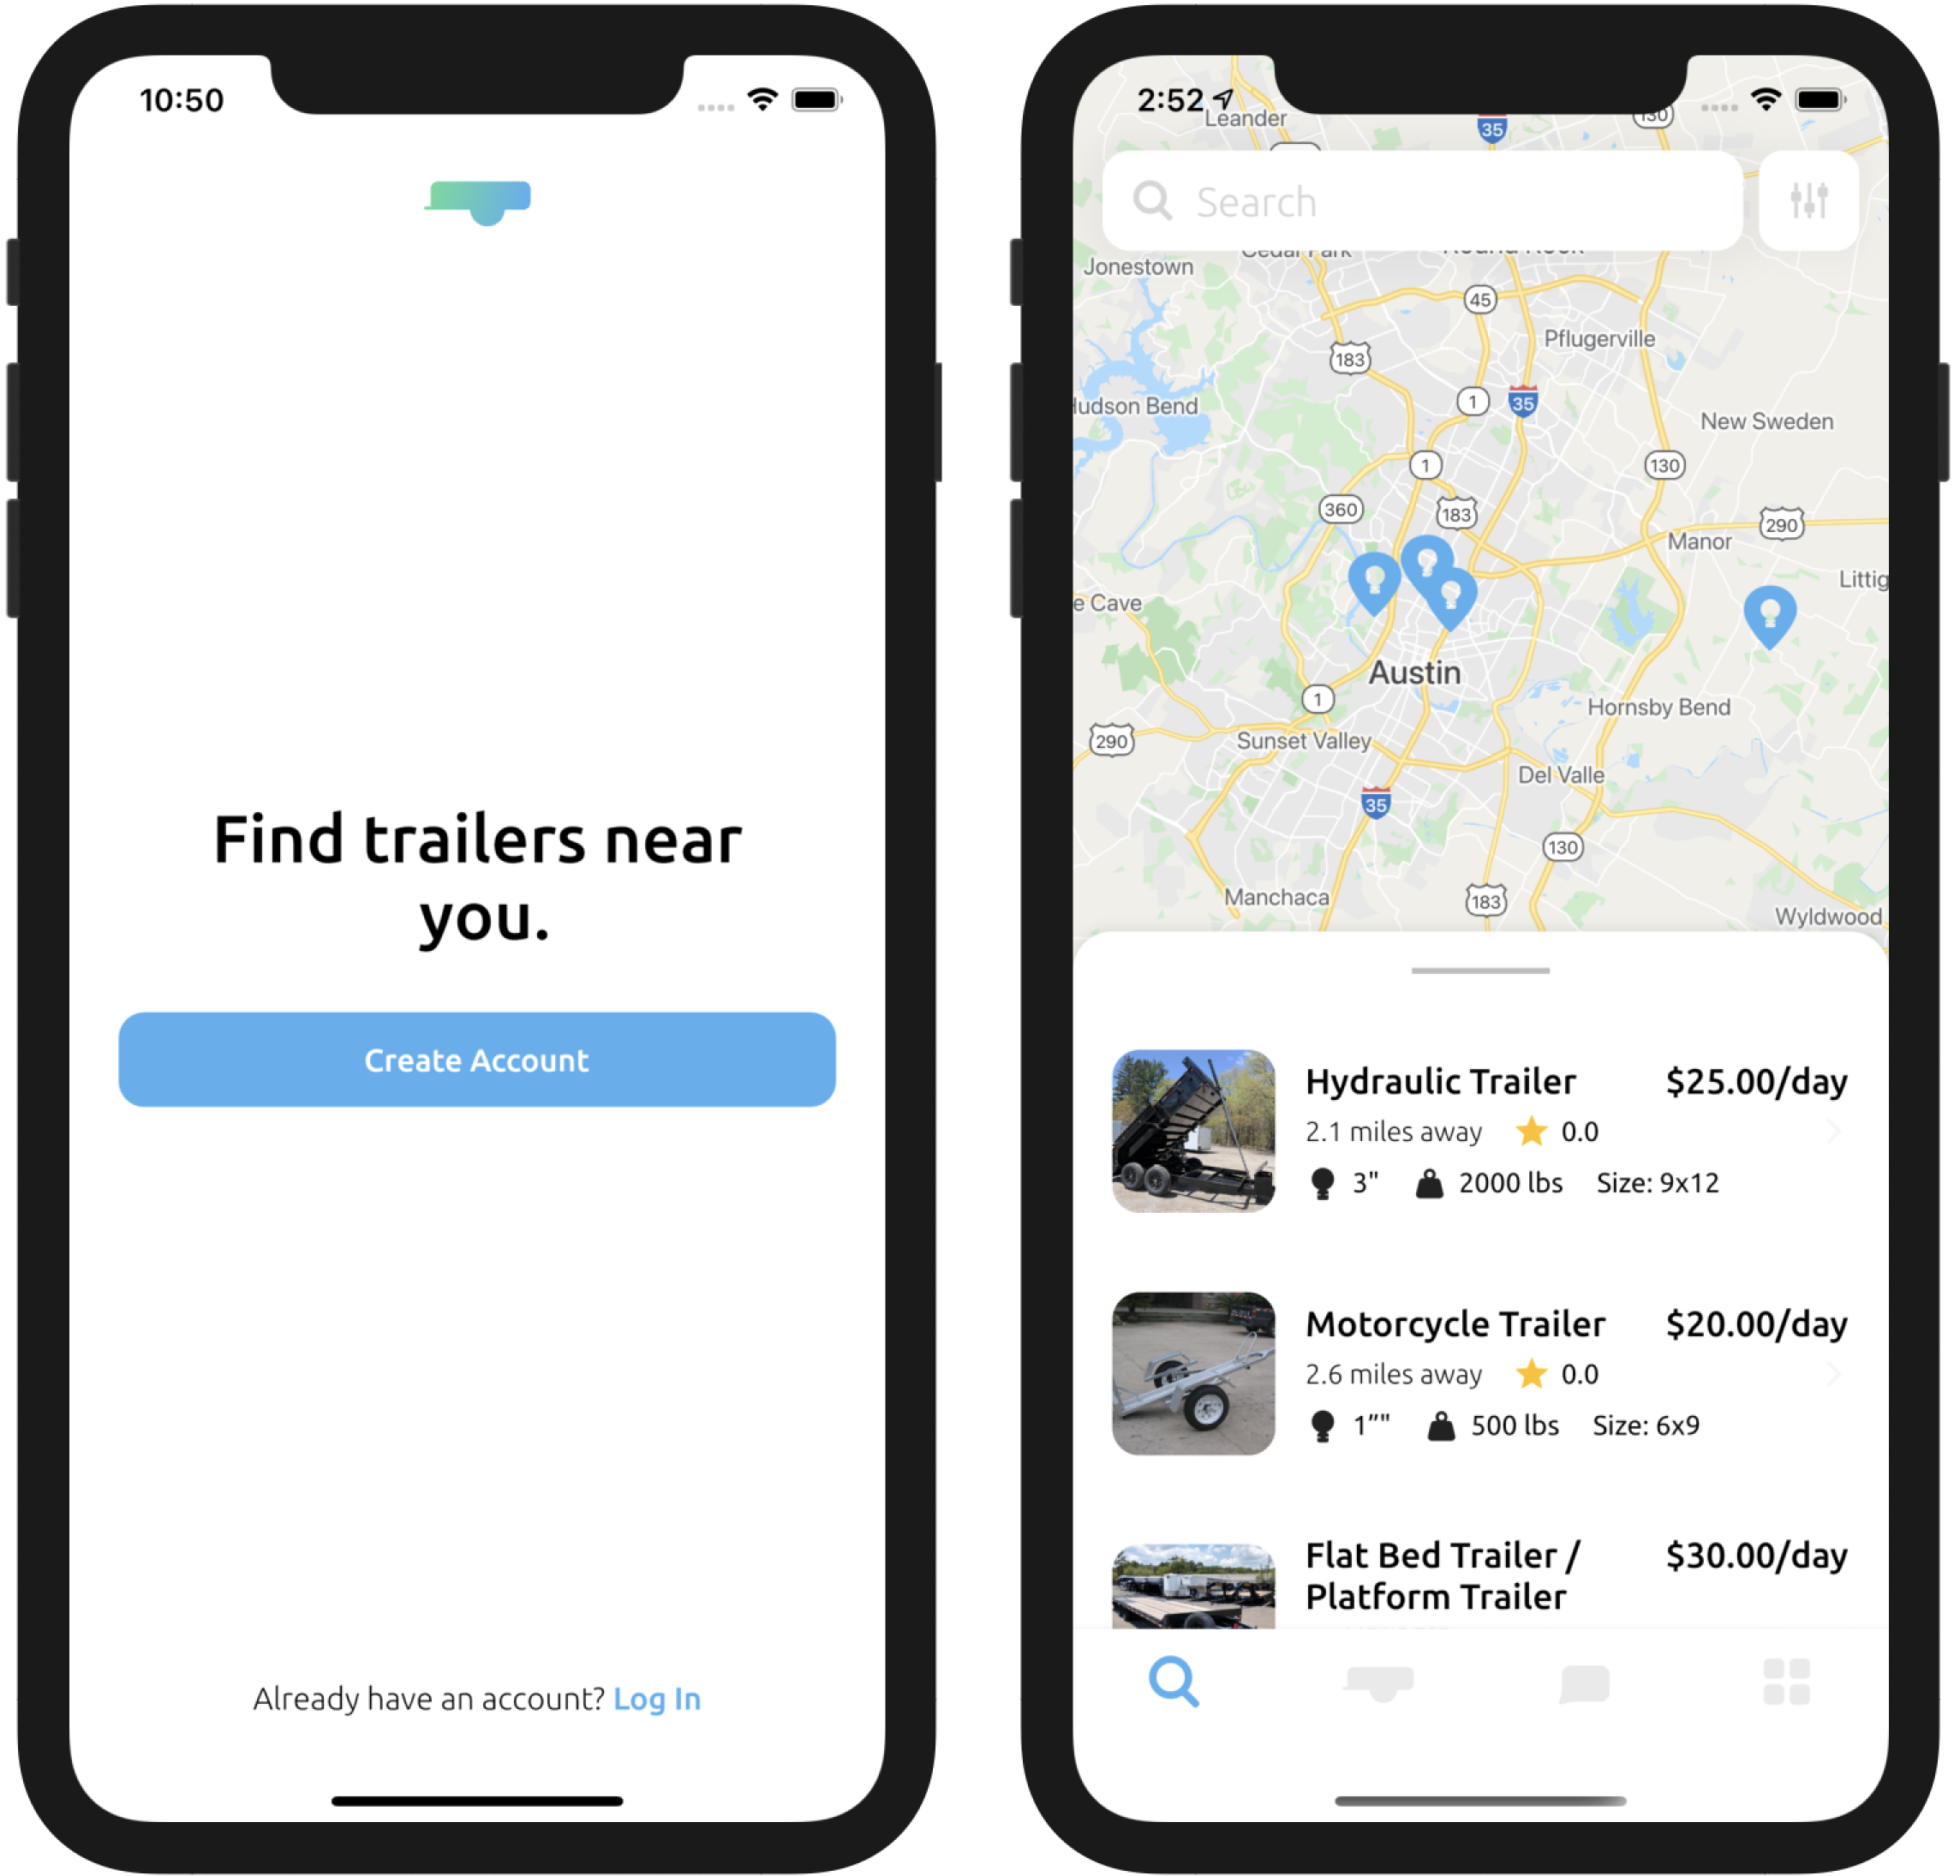 10:50
Find trailers near
you.
Create Account
Already have an account? Log In
2:52
Leander
35
130
Search
Cedar Park
Round Rock
Jonestown
45
Pflugerville
183
1
35
Hudson Bend
New Sweden
1
130
360
183
290
Manor
Littig
e Cave
Austin
1
Hornsby Bend
290
Sunset Valley
Del Valle
35
130
Manchaca
183
Wyldwood
Hydraulic Trailer $25.00/day
2.1 miles away 0.0
3" 2000 lbs Size: 9x12
Motorcycle Trailer $20.00/day
2.6 miles away 0.0
1”" 500 lbs Size: 6x9
Flat Bed Trailer / $30.00/day
Platform Trailer